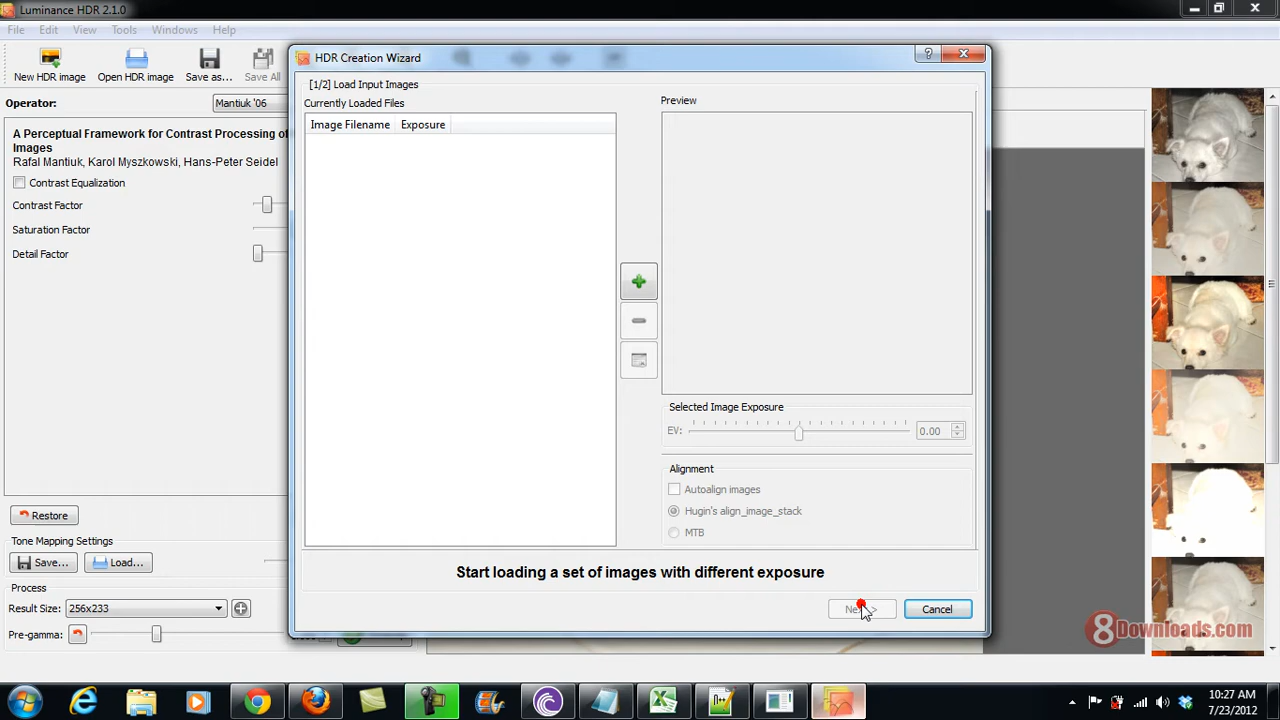 Luminance HDR 2.1.0
File Edit View Tools Windows Help
New HDR image Open HDR image Save as... Save All
Operator: Mantiuk '06
A Perceptual Framework for Contrast Processing of
Images
Rafal Mantiuk, Karol Myszkowski, Hans-Peter Seidel
Contrast Equalization
Contrast Factor
Saturation Factor
Detail Factor
Restore
Tone Mapping Settings
Save... Load...
Process
Result Size: 256x233
Pre-gamma:
HDR Creation Wizard
[1/2] Load Input Images
Currently Loaded Files
Image Filename Exposure
Preview
Selected Image Exposure
EV: 0.00
Alignment
Autoalign images
Hugin's align_image_stack
MTB
Start loading a set of images with different exposure
Cancel
8Downloads.com
10:27 AM
7/23/2012